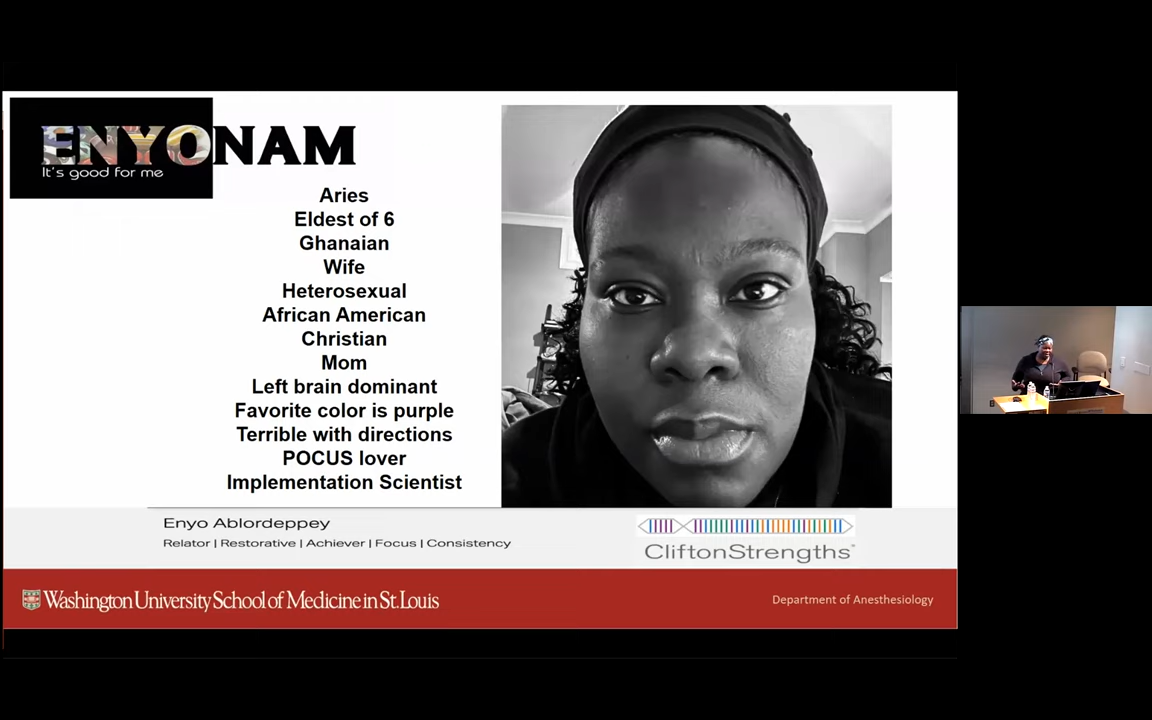 ENYONAM
It's good for me
Aries
Eldest of 6
Ghanaian
Wife
Heterosexual
African American
Christian
Mom
Left brain dominant
Favorite color is purple
Terrible with directions
POCUS lover
Implementation Scientist
Enyo Ablordeppey
Relator | Restorative | Achiever | Focus | Consistency
CliftonStrengths™
Washington University School of Medicine in St. Louis
Department of Anesthesiology